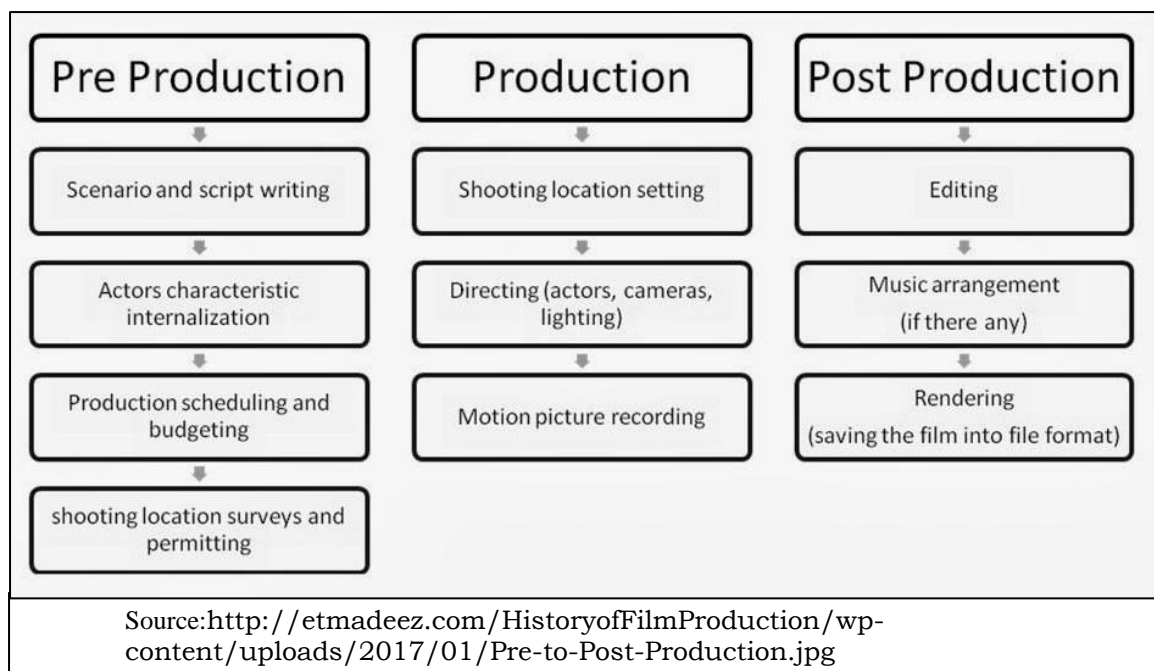 Pre Production
Scenario and script writing
Actors characteristic
internalization
Production scheduling and
budgeting
shooting location surveys and
permitting
Production
Shooting location setting
Directing (actors, cameras,
lighting)
Motion picture recording
Post Production
Editing
Music arrangement
(if there any)
Rendering
(saving the film into file format)
Source:http://etmadeez.com/HistoryofFilmProduction/wp-
content/uploads/2017/01/Pre-to-Post-Production.jpg